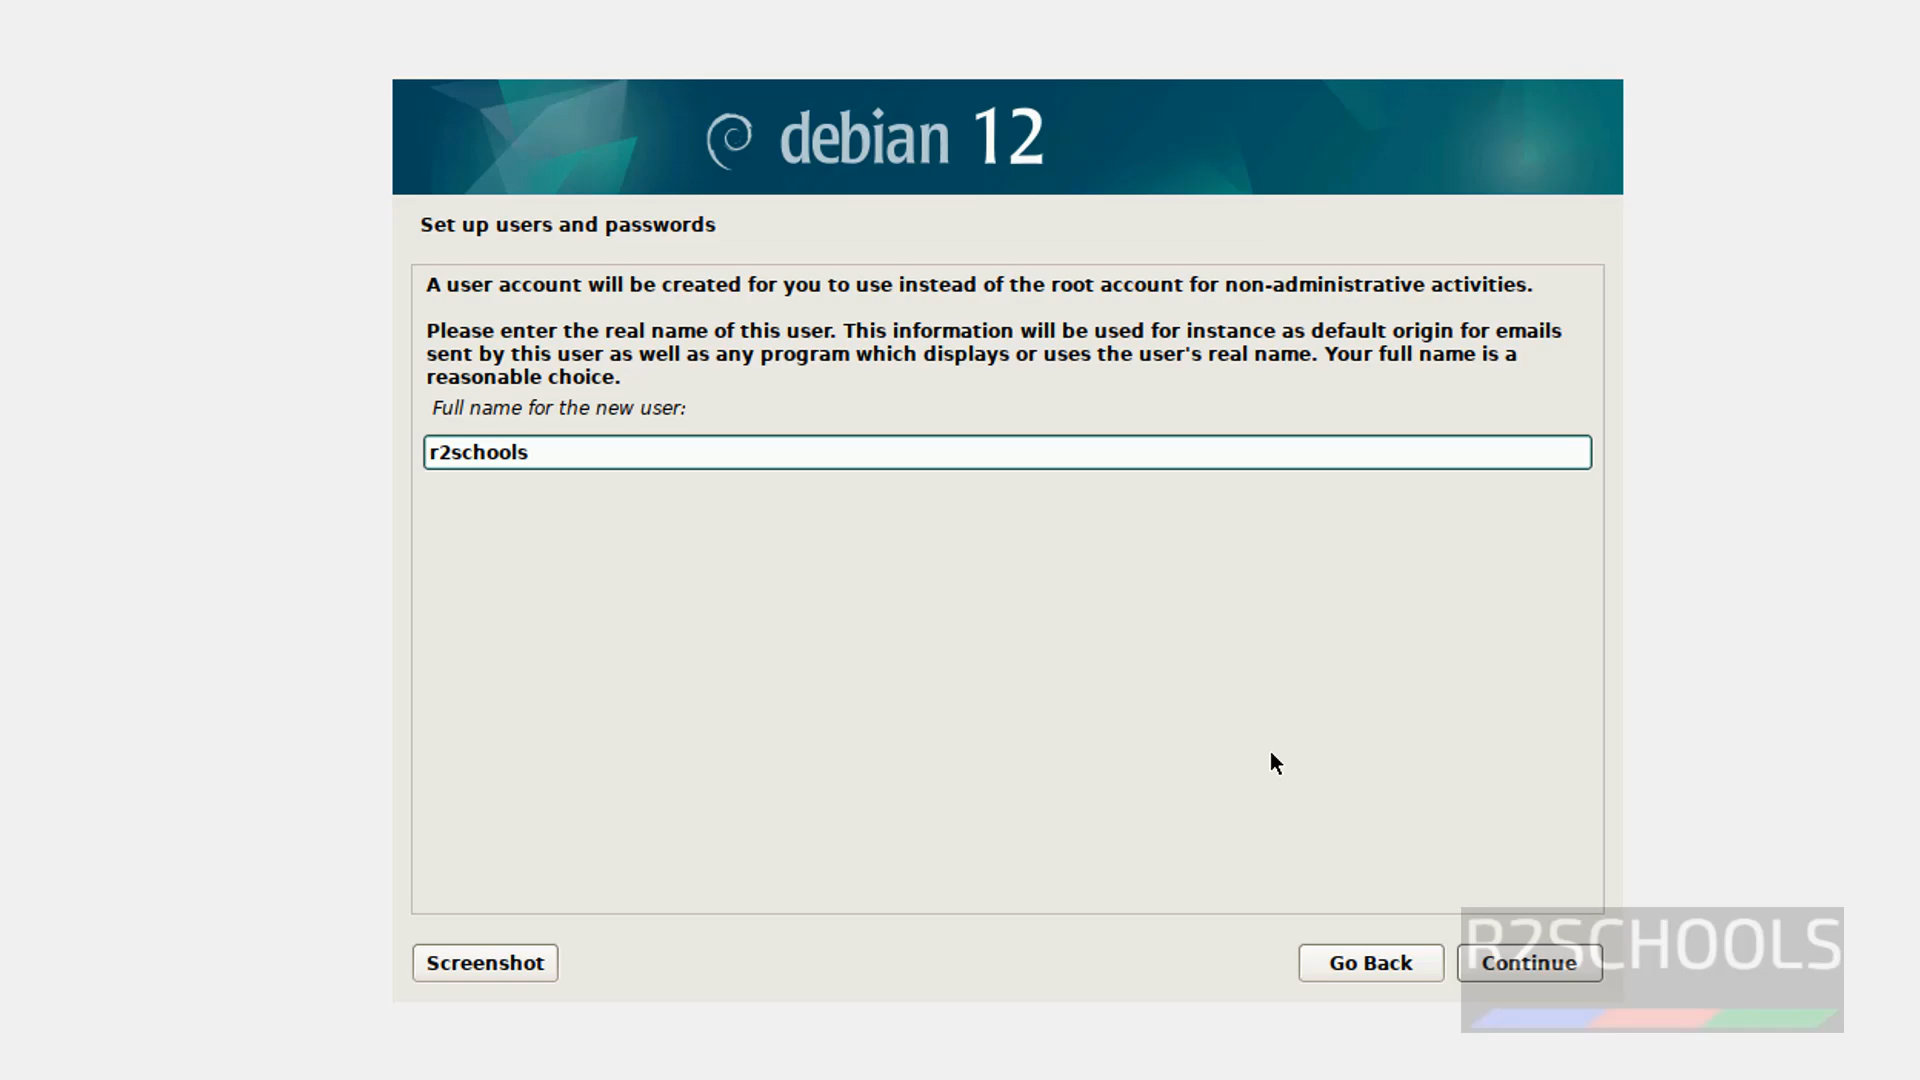 debian 12
Set up users and passwords
A user account will be created for you to use instead of the root account for non-administrative activities.
Please enter the real name of this user. This information will be used for instance as default origin for emails
sent by this user as well as any program which displays or uses the user's real name. Your full name is a
reasonable choice.
Full name for the new user:
r2schools
Screenshot
Go Back
Continue
R2SCHOOLS